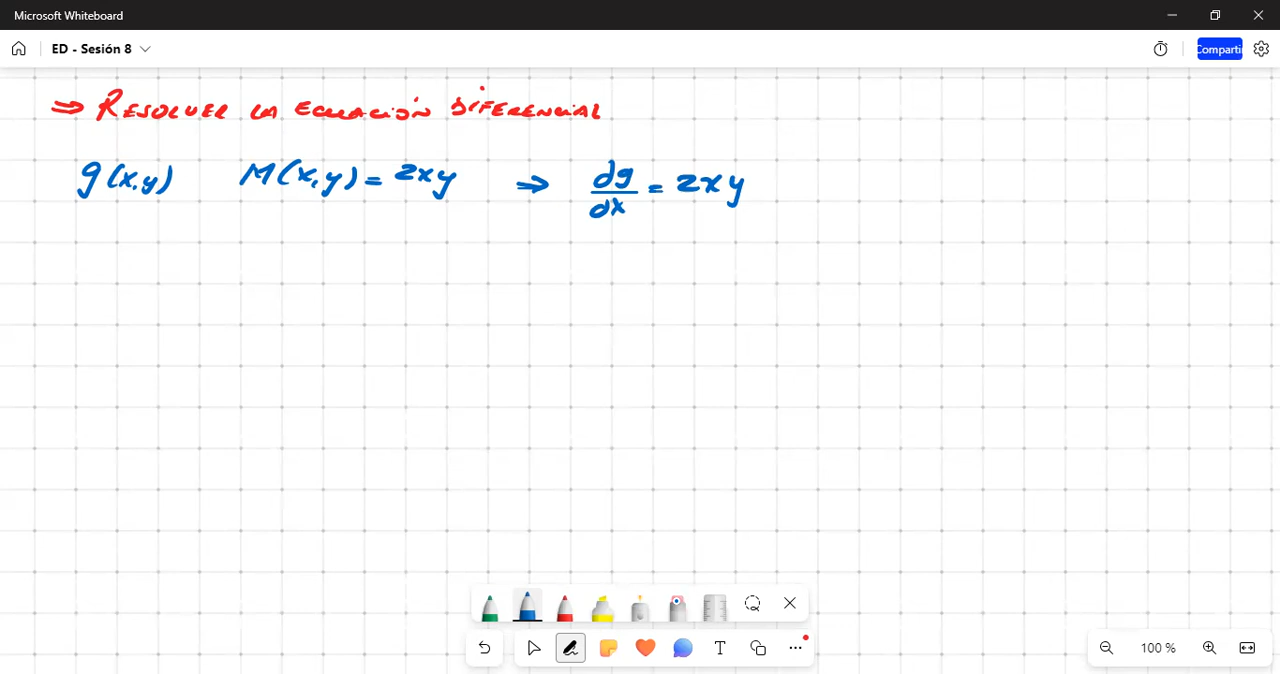 Microsoft Whiteboard
ED - Sesión 8
Comparti
⇒ RESOLVER LA ECUACIÓN DIFERENCIAL
g(x,y) M(x,y) = 2xy ⇒ dg/dx = 2xy
100 %